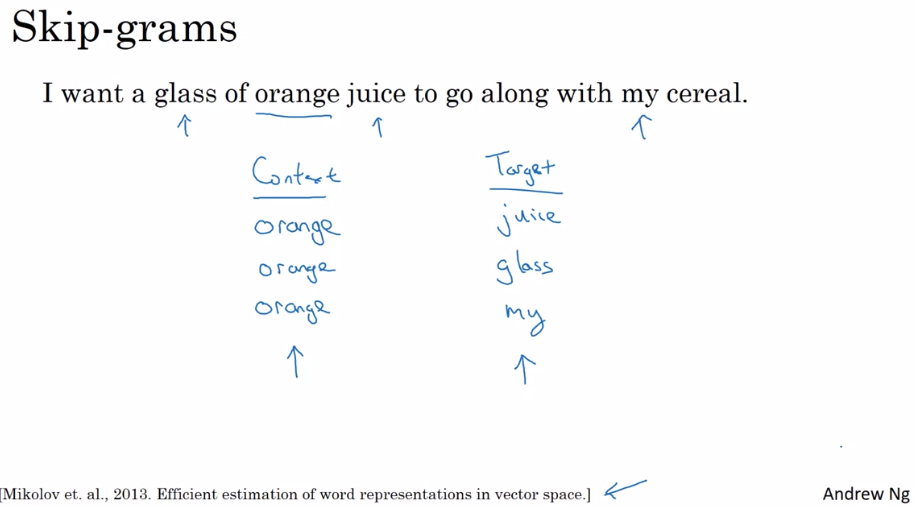 Skip-grams
I want a glass of orange juice to go along with my cereal.
Context Target
orange juice
orange glass
orange my
[Mikolov et. al., 2013. Efficient estimation of word representations in vector space.]
Andrew Ng